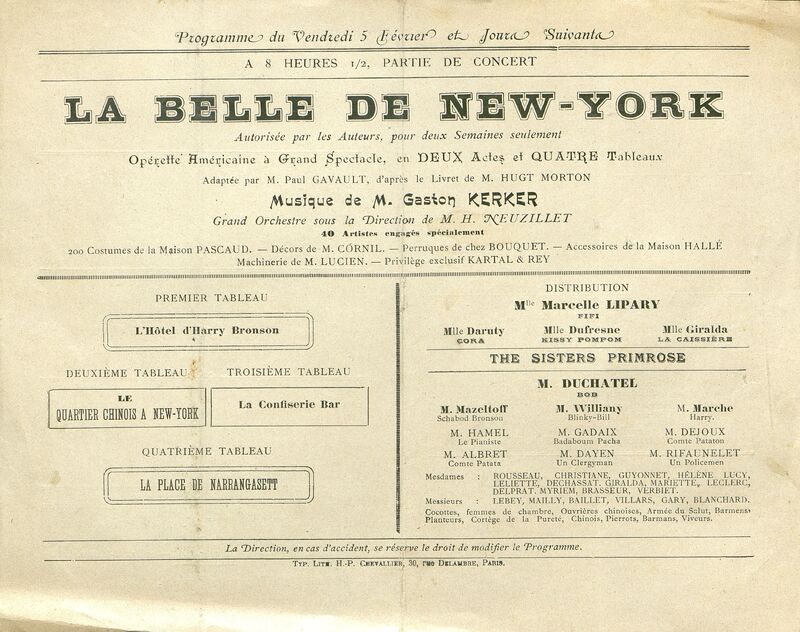 Programme du Vendredi 5 Février et Jours Suivants
A 8 HEURES 1/2, PARTIE DE CONCERT
LA BELLE DE NEW-YORK
Autorisée par les Auteurs, pour deux Semaines seulement
Opérette Américaine à Grand Spectacle, en DEUX Actes et QUATRE Tableaux
Adaptée par M. Paul GAVAULT, d'après le Livret de M. HUGT MORTON
Musique de M. Gaston KERKER
Grand Orchestre sous la Direction de M. H. NEUZILLET
40 Artistes engagés spécialement
200 Costumes de la Maison PASCAUD. — Décors de M. CÓRNIL. — Perruques de chez BOUQUET. — Accessoires de la Maison HALLÉ
Machinerie de M. LUCIEN. — Privilège exclusif KARTAL & REY
PREMIER TABLEAU
L'Hôtel d'Harry Bronson
DEUXIÈME TABLEAU
LE
QUARTIER CHINOIS A NEW-YORK
TROISIÈME TABLEAU
La Confiserie Bar
QUATRIÈME TABLEAU
LA PLACE DE NARRANGASETT
DISTRIBUTION
Mlle Marcelle LIPARY
FIFI
Mlle Daruty Mlle Dufresne Mlle Giralda
CORA KISSY POMPOM LA CAISSIÈRE
THE SISTERS PRIMROSE
M. DUCHATEL
BOB
M. Mazeltoff M. Williany M. Marche
Schabod Bronson Blinky-Bill Harry.
M. HAMEL M. GADAIX M. DEJOUX
Le Pianiste Badaboum Pacha Comte Pataton
M. ALBRET M. DAYEN M. RIFAUNELET
Comte Patata Un Clergyman Un Policemen
Mesdames : ROUSSEAU, CHRISTIANE, GUYONNET, HÉLÈNE LUCY,
LELIETTE, DECHASSAT. GIRALDA, MARIETTE, LECLERC,
DELPRAT. MYRIEM, BRASSEUR, VERBIET.
Messieurs : LEBEY, MAILLY, BAILLET, VILLARS, GARY, BLANCHARD.
Cocottes, femmes de chambre, Ouvrières chinoises, Armée du Salut, Barmens
Planteurs, Cortège de la Pureté, Chinois, Pierrots, Barmans, Viveurs.
La Direction, en cas d'accident, se réserve le droit de modifier le Programme.
TYP. LITH. H.-P. CHEVALLIER, 30, RUE DELAMBRE, PARIS.